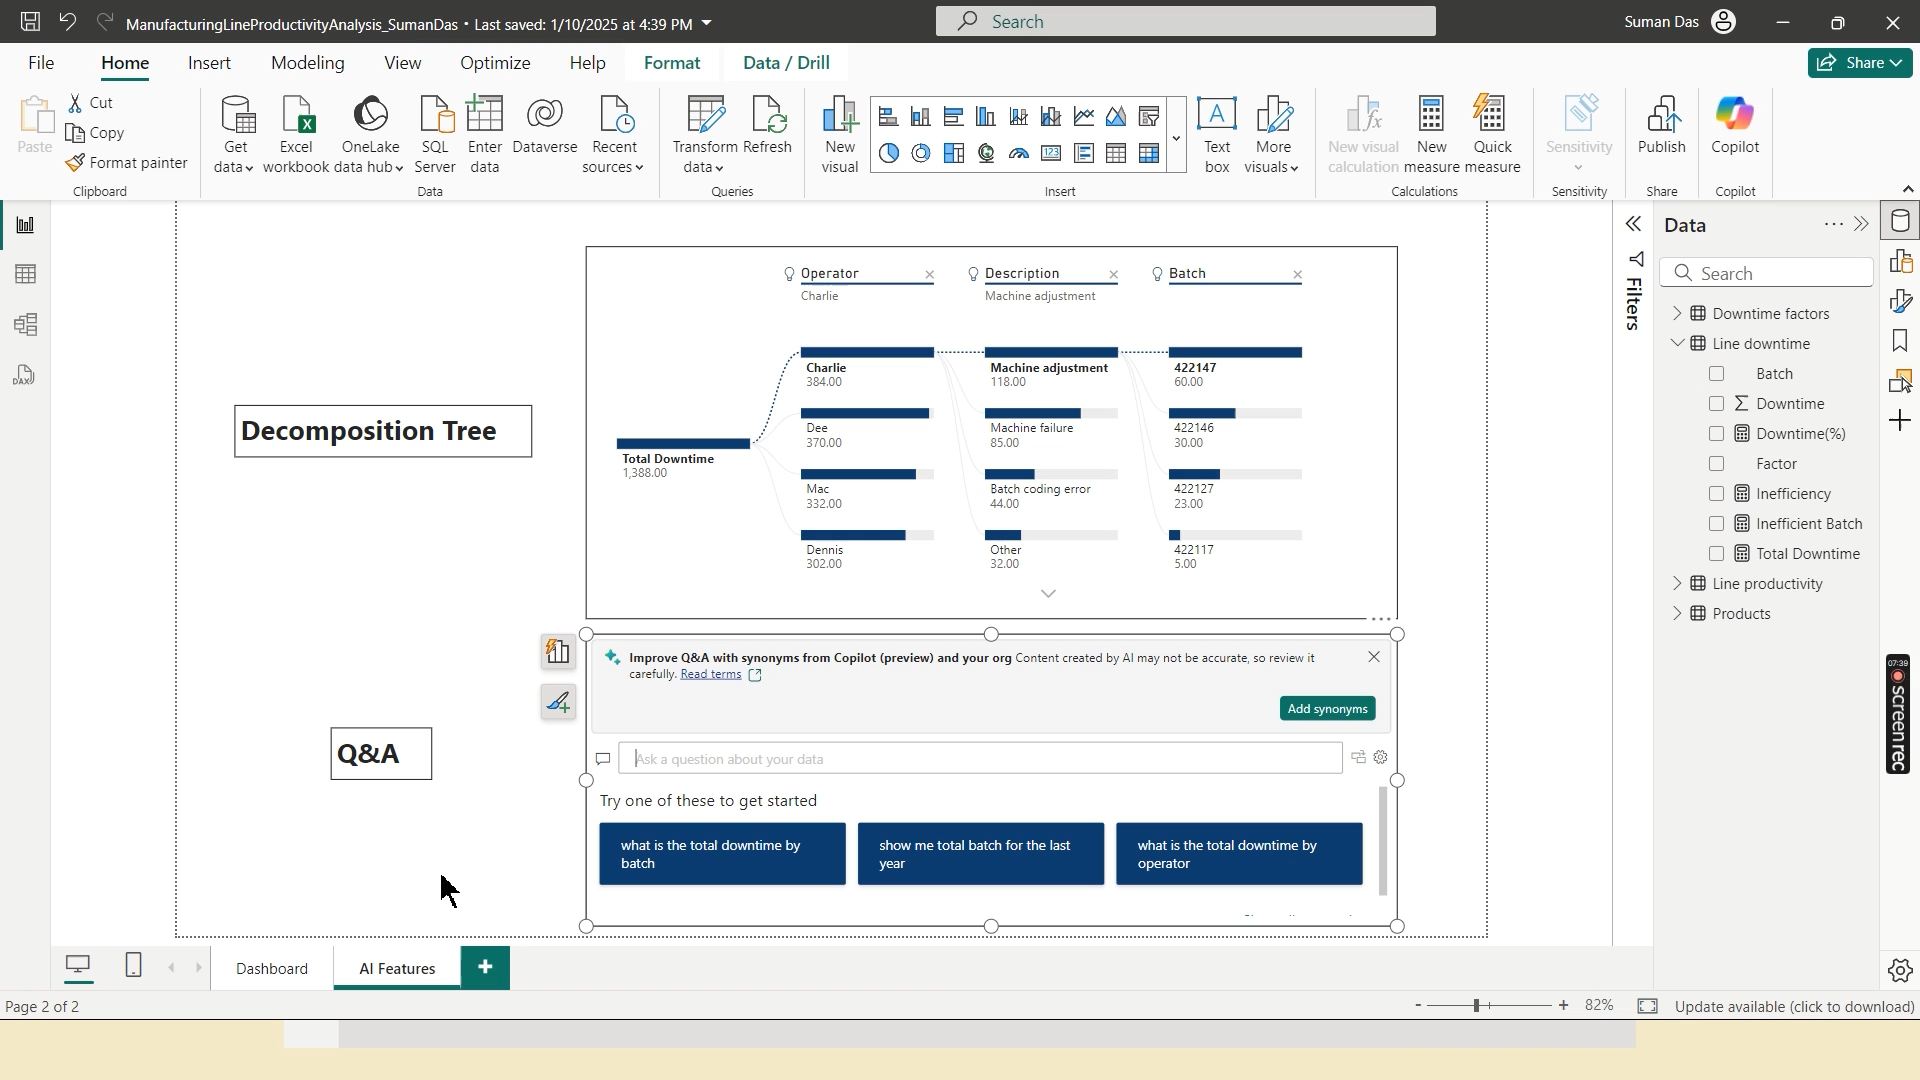 ManufacturingLineProductivityAnalysis_SumanDas • Last saved: 1/10/2025 at 4:39 PM
Search
Suman Das
File
Home
Insert
Modeling
View
Optimize
Help
Format
Data / Drill
Share
Paste
Cut
Copy
Format painter
Clipboard
Get data
Excel workbook
OneLake data hub
SQL Server
Enter data
Dataverse
Recent sources
Data
Transform data
Refresh
Queries
New visual
Text box
More visuals
Insert
New visual calculation
New measure
Quick measure
Calculations
Sensitivity
Sensitivity
Publish
Share
Copilot
Copilot
Operator
Charlie
Description
Machine adjustment
Batch
Total Downtime
1,388.00
Charlie
384.00
Dee
370.00
Mac
332.00
Dennis
302.00
Machine adjustment
118.00
Machine failure
85.00
Batch coding error
44.00
Other
32.00
422147
60.00
422146
30.00
422127
23.00
422117
5.00
Decomposition Tree
Q&A
Improve Q&A with synonyms from Copilot (preview) and your org Content created by AI may not be accurate, so review it
carefully. Read terms
Add synonyms
Ask a question about your data
Try one of these to get started
what is the total downtime by
batch
show me total batch for the last
year
what is the total downtime by
operator
Filters
Data
Search
Downtime factors
Line downtime
Batch
Σ Downtime
Downtime(%)
Factor
Inefficiency
Inefficient Batch
Total Downtime
Line productivity
Products
07:39
screenrec
DAX
Dashboard
AI Features
Page 2 of 2
- + 82%
Update available (click to download)